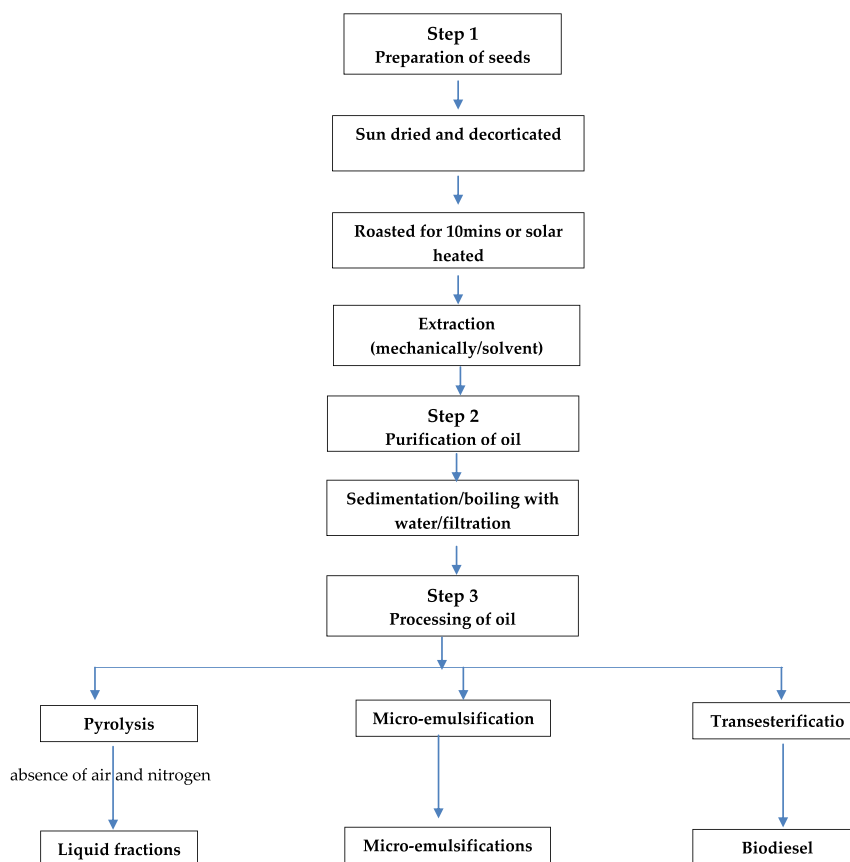 Step 1
Preparation of seeds
Sun dried and decorticated
Roasted for 10mins or solar
heated
Extraction
(mechanically/solvent)
Step 2
Purification of oil
Sedimentation/boiling with
water/filtration
Step 3
Processing of oil
Pyrolysis
Micro-emulsification
Transesterificatio
absence of air and nitrogen
Liquid fractions
Micro-emulsifications
Biodiesel